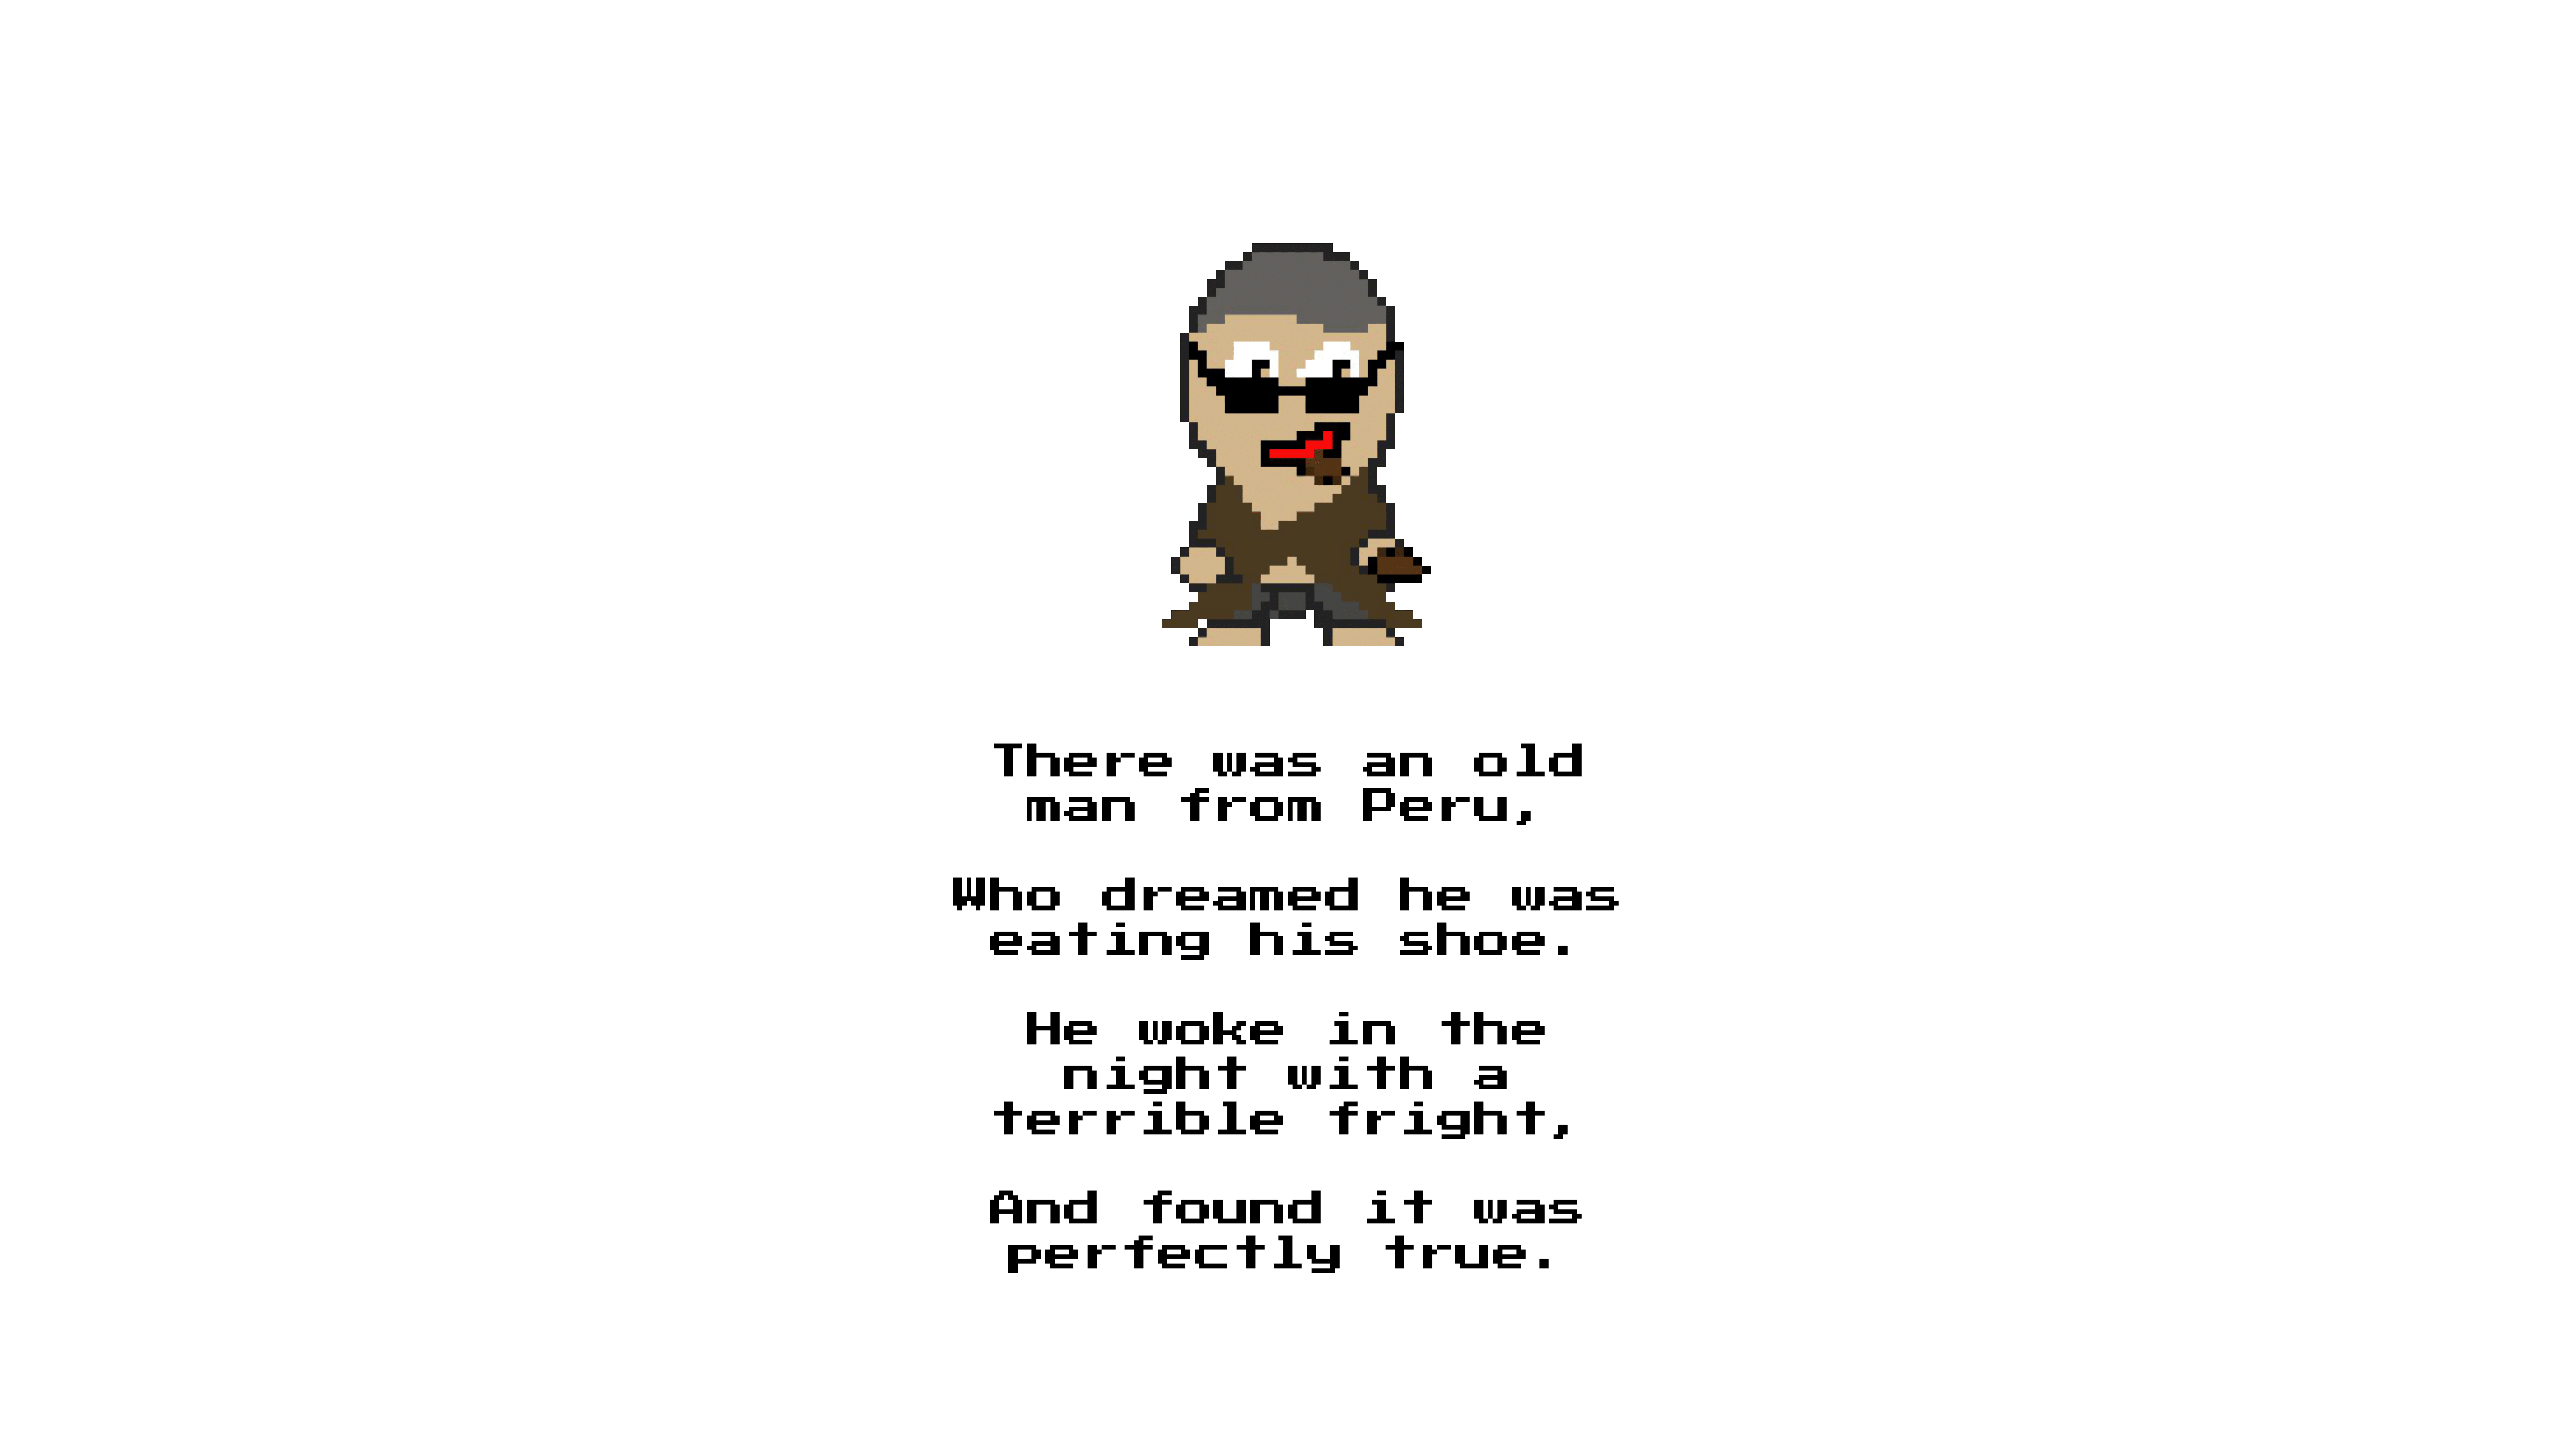 There was an old
man from Peru,
Who dreamed he was
eating his shoe.
He woke in the
night with a
terrible fright,
And found it was
perfectly true.